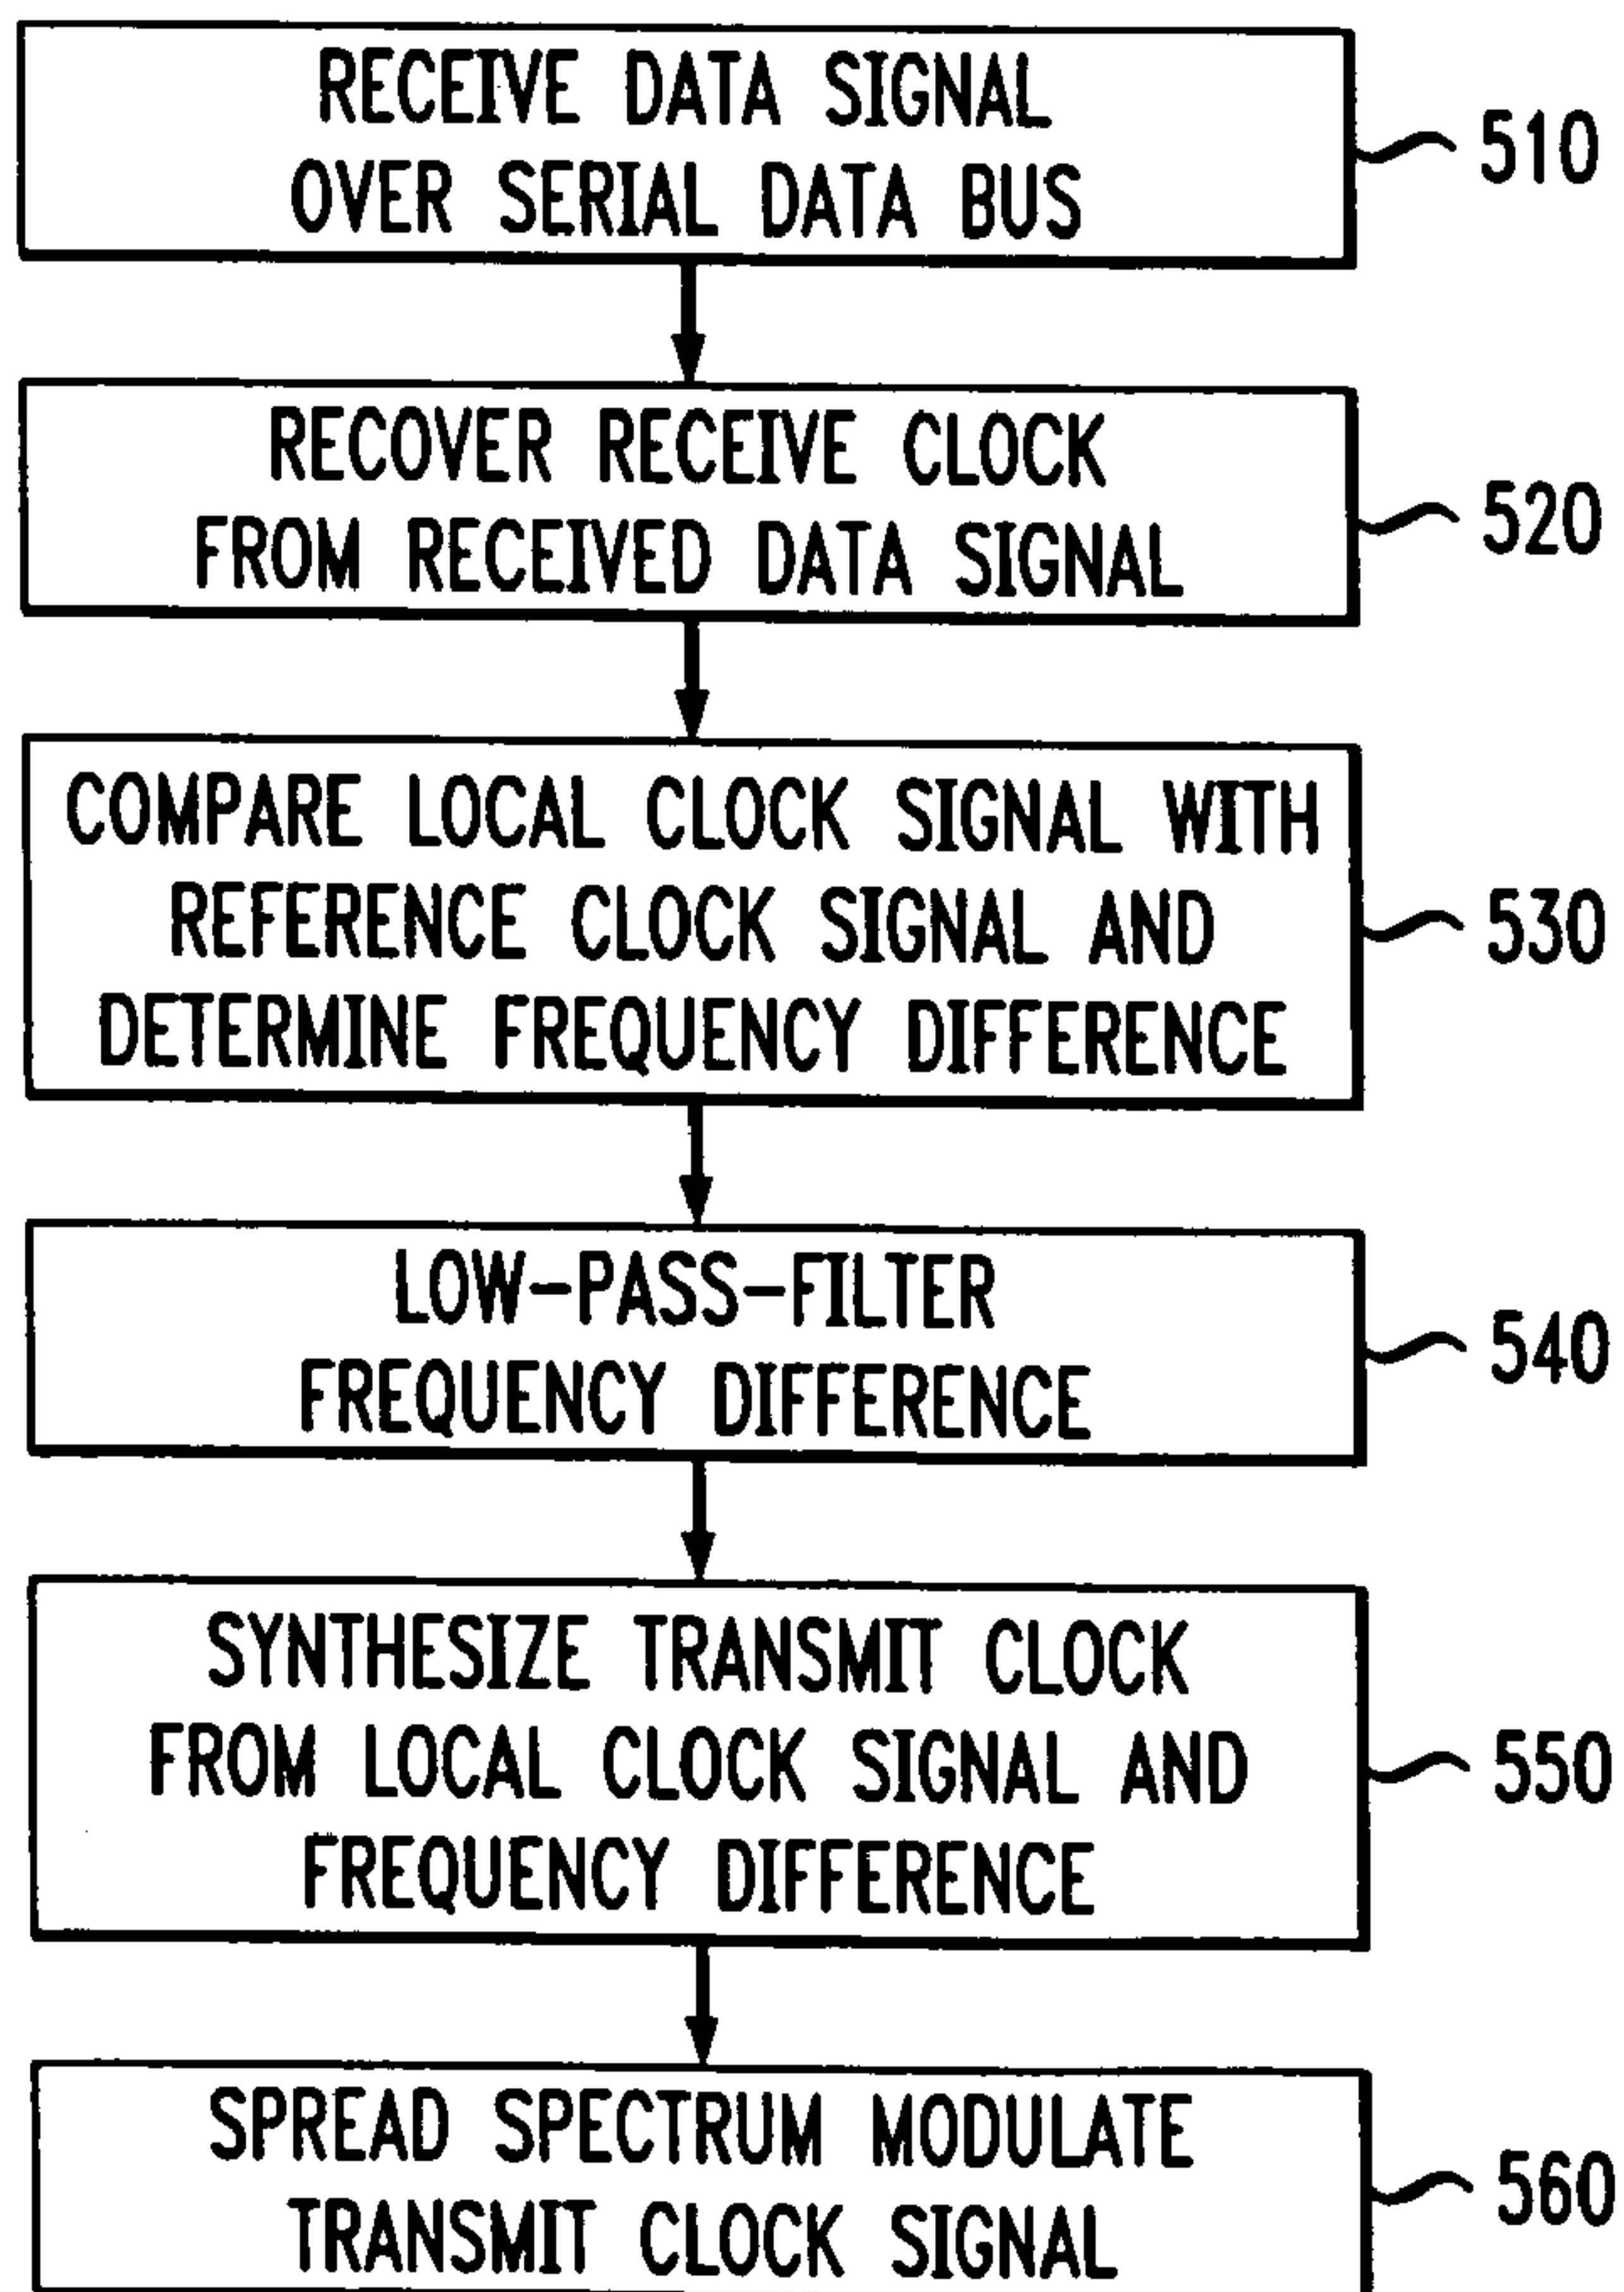 RECEIVE DATA SIGNAL
OVER SERIAL DATA BUS
510
RECOVER RECEIVE CLOCK
FROM RECEIVED DATA SIGNAL
520
COMPARE LOCAL CLOCK SIGNAL WITH
REFERENCE CLOCK SIGNAL AND
DETERMINE FREQUENCY DIFFERENCE
530
LOW-PASS-FILTER
FREQUENCY DIFFERENCE
540
SYNTHESIZE TRANSMIT CLOCK
FROM LOCAL CLOCK SIGNAL AND
FREQUENCY DIFFERENCE
550
SPREAD SPECTRUM MODULATE
TRANSMIT CLOCK SIGNAL
560